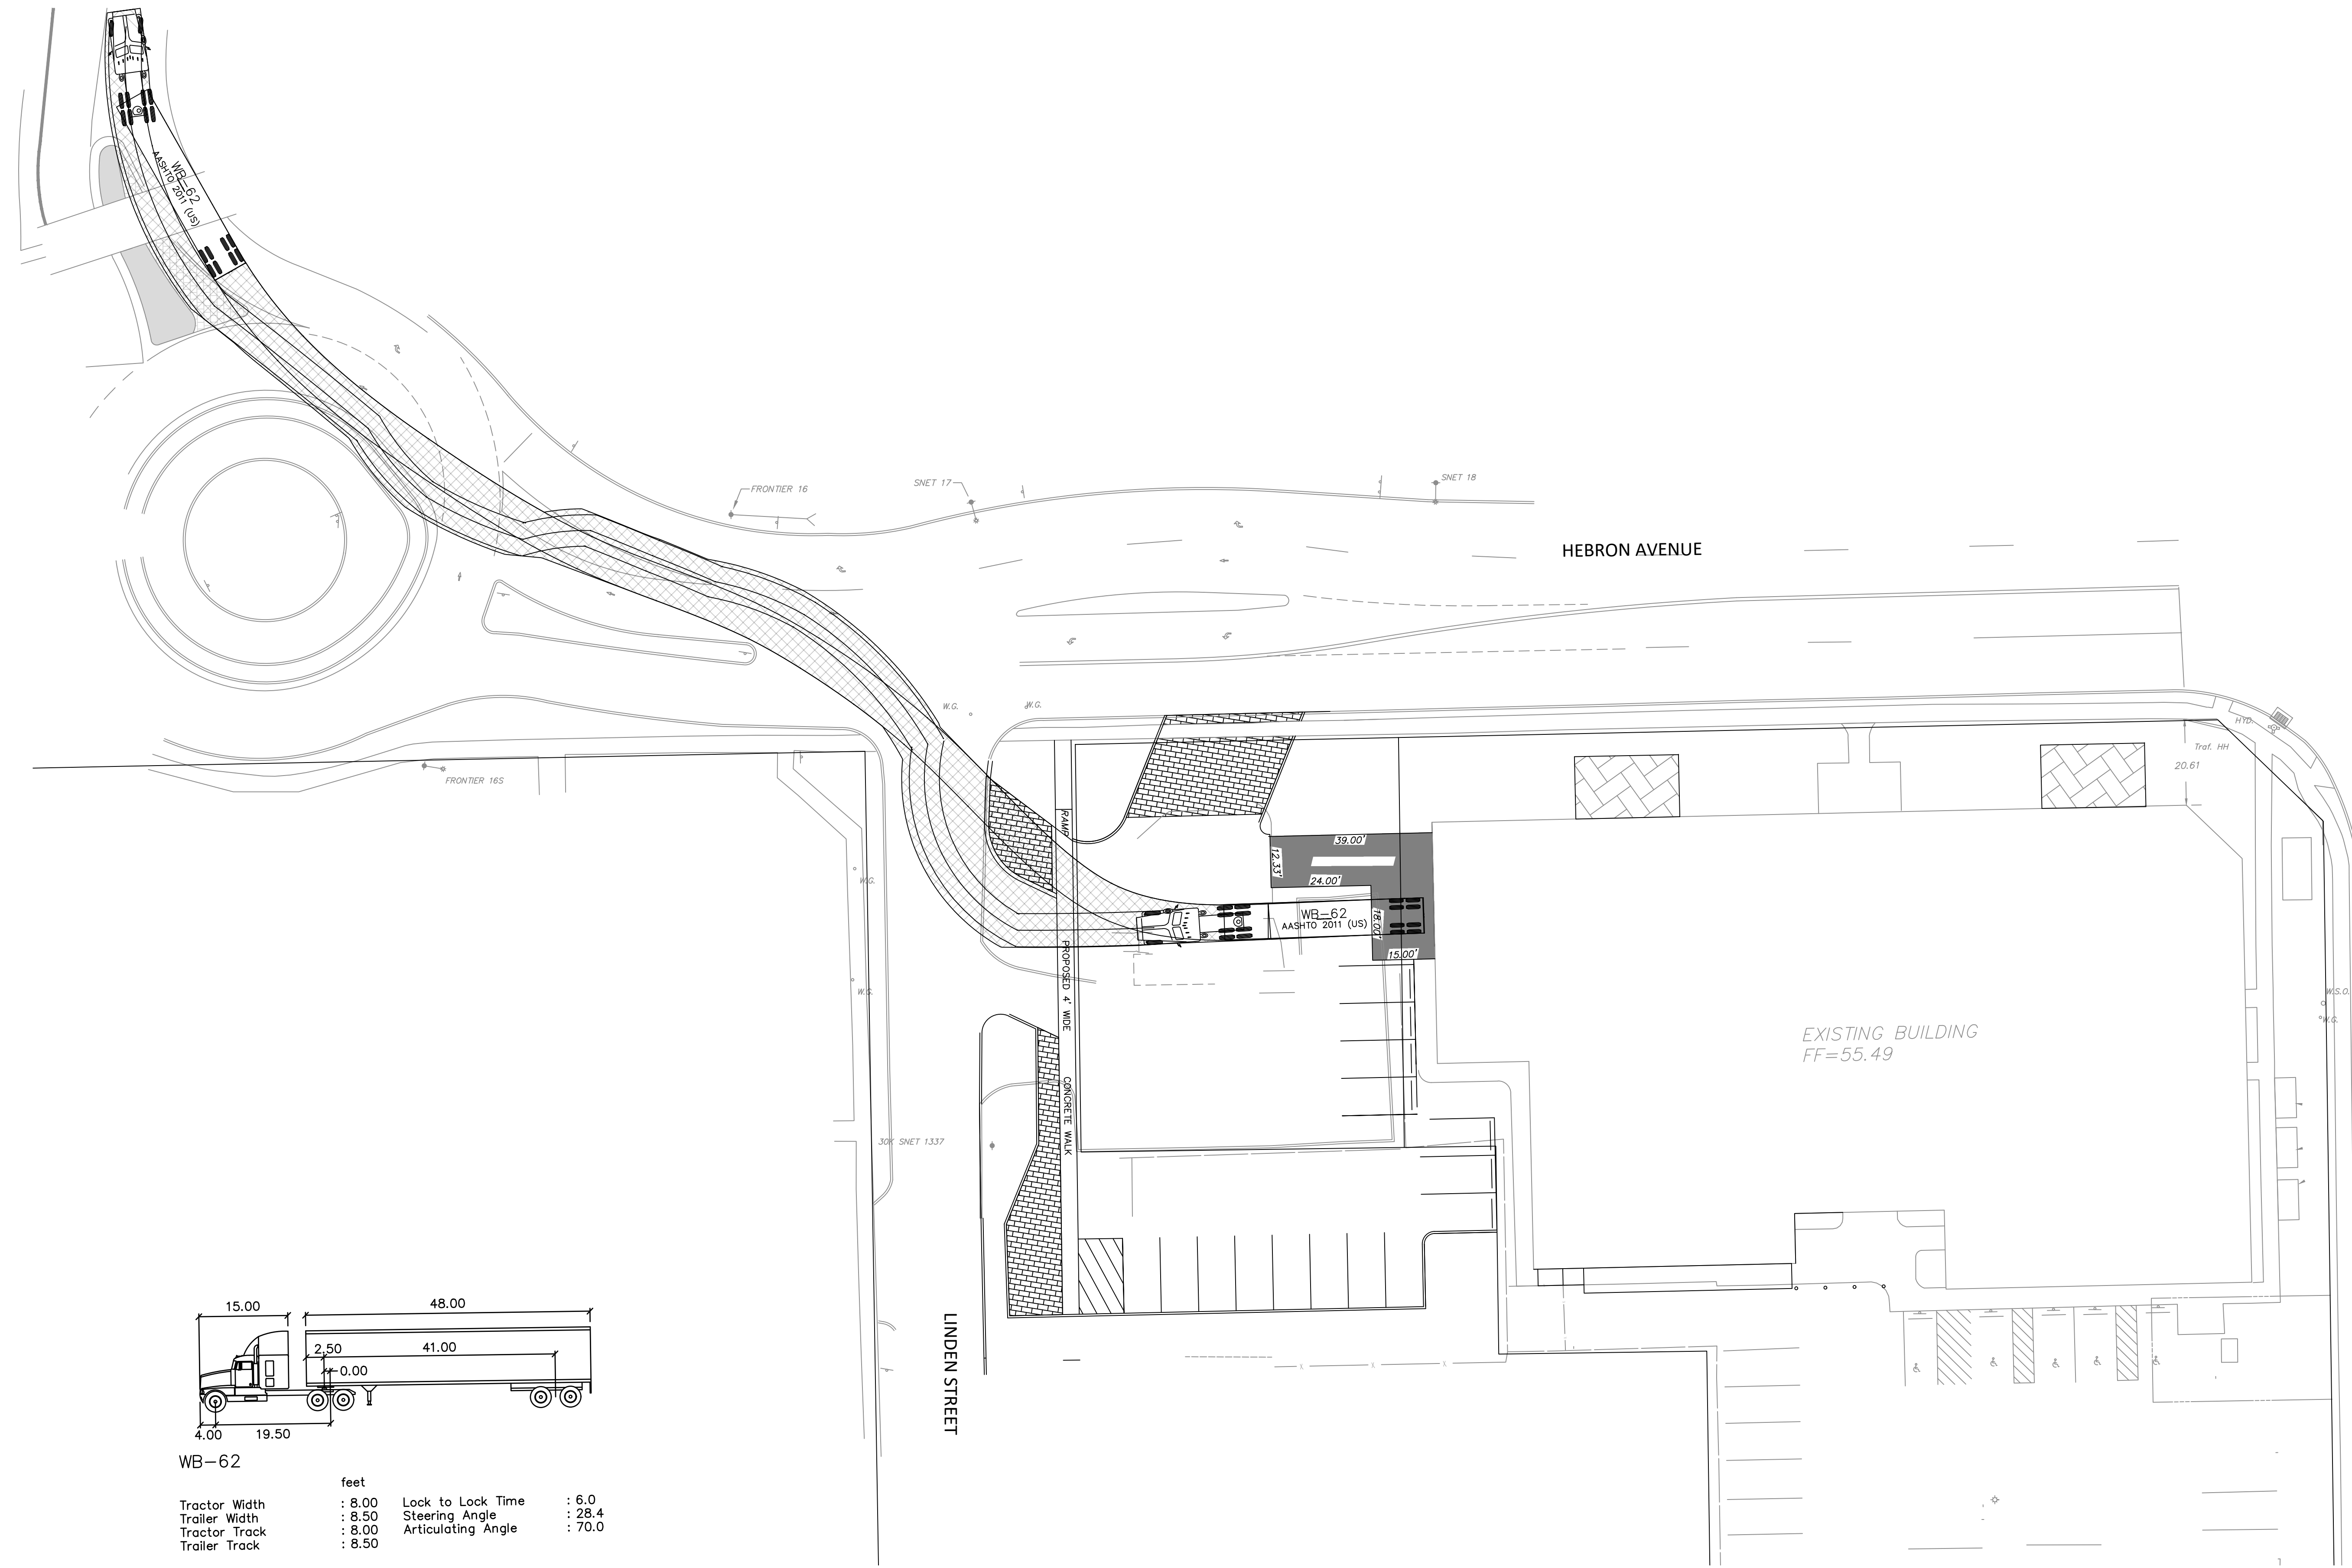 WB-62
AASHTO 2011 (US)
FRONTIER 16
SNET 17
SNET 18
HEBRON AVENUE
W.G.
W.G.
HYD.
Traf. HH
20.61
FRONTIER 16S
RAMP
39.00'
12.33'
24.00'
W.G.
WB-62
AASHTO 2011 (US)
18.00'
15.00'
PROPOSED 4' WIDE CONCRETE WALK
W.G.
W.S.O.
W.G.
EXISTING BUILDING
FF=55.49
30K SNET 1337
LINDEN STREET
15.00
48.00
2.50
41.00
0.00
4.00
19.50
WB-62
feet
Tractor Width : 8.00 Lock to Lock Time : 6.0
Trailer Width : 8.50 Steering Angle : 28.4
Tractor Track : 8.00 Articulating Angle : 70.0
Trailer Track : 8.50